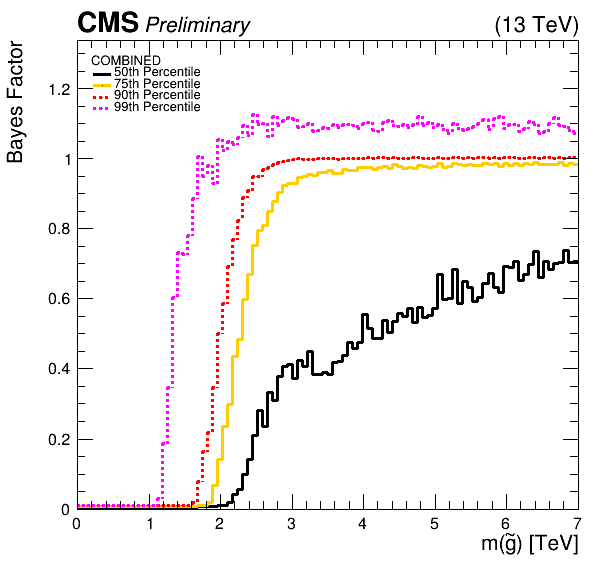 CMS Preliminary (13 TeV)
Bayes Factor
COMBINED
50th Percentile
75th Percentile
90th Percentile
99th Percentile
1.2
1
0.8
0.6
0.4
0.2
0
0 1 2 3 4 5 6 7
m(g̃) [TeV]